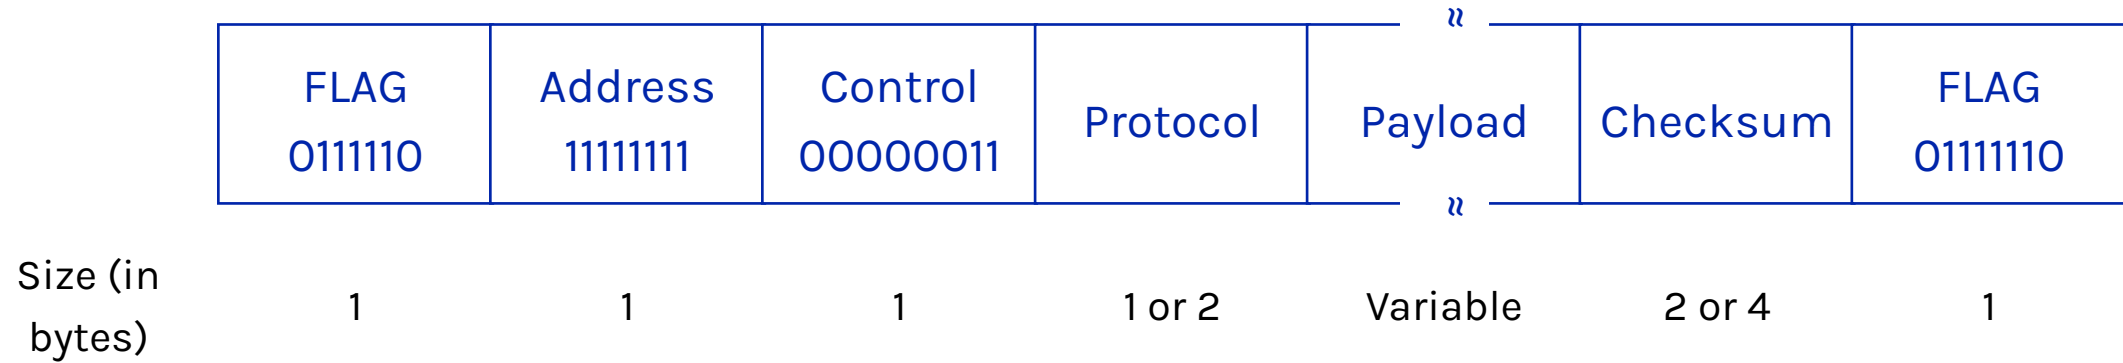 FLAG
0111110
Address
11111111
Control
00000011
Protocol
Payload
Checksum
FLAG
01111110
≈
≈
Size (in
bytes)
1
1
1
1 or 2
Variable
2 or 4
1